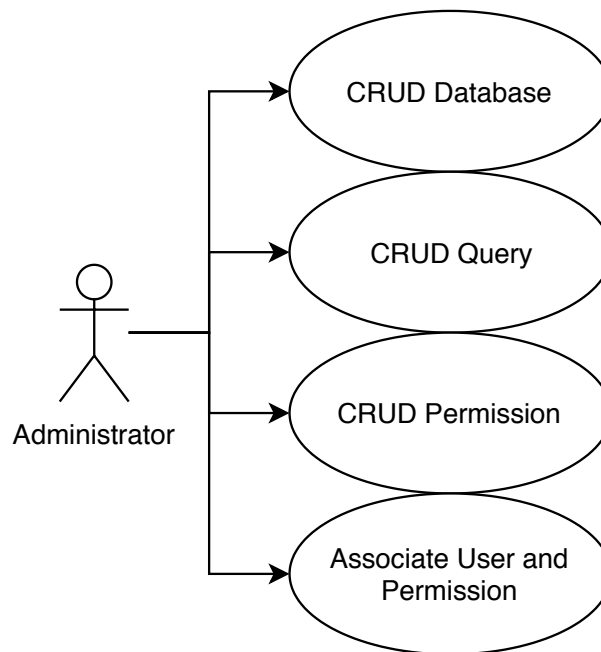 CRUD Database
CRUD Query
CRUD Permission
Administrator
Associate User and
Permission